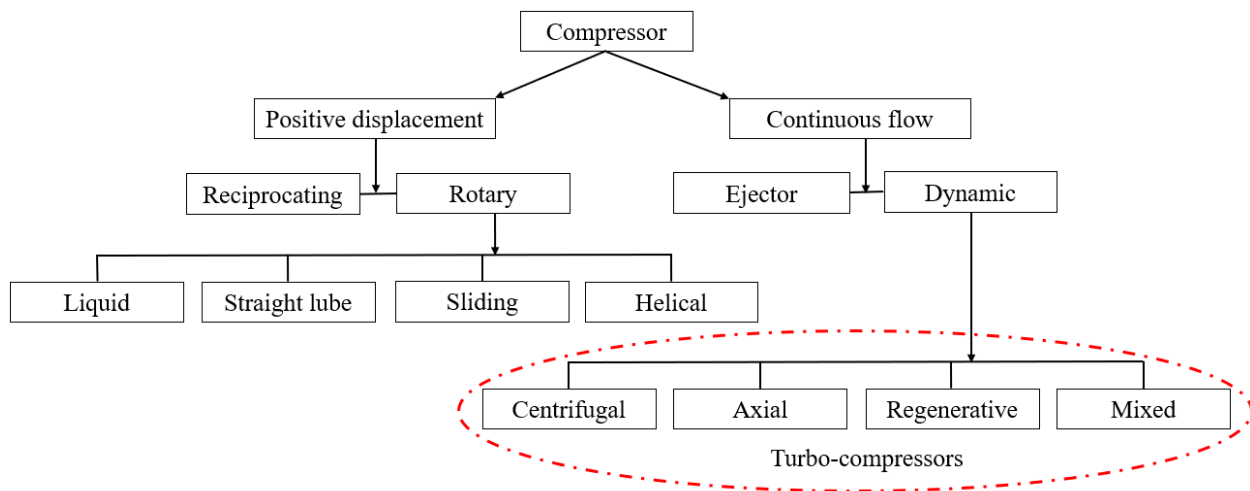 Compressor
Positive displacement
Continuous flow
Reciprocating
Rotary
Ejector
Dynamic
Liquid
Straight lube
Sliding
Helical
Centrifugal
Axial
Regenerative
Mixed
Turbo-compressors